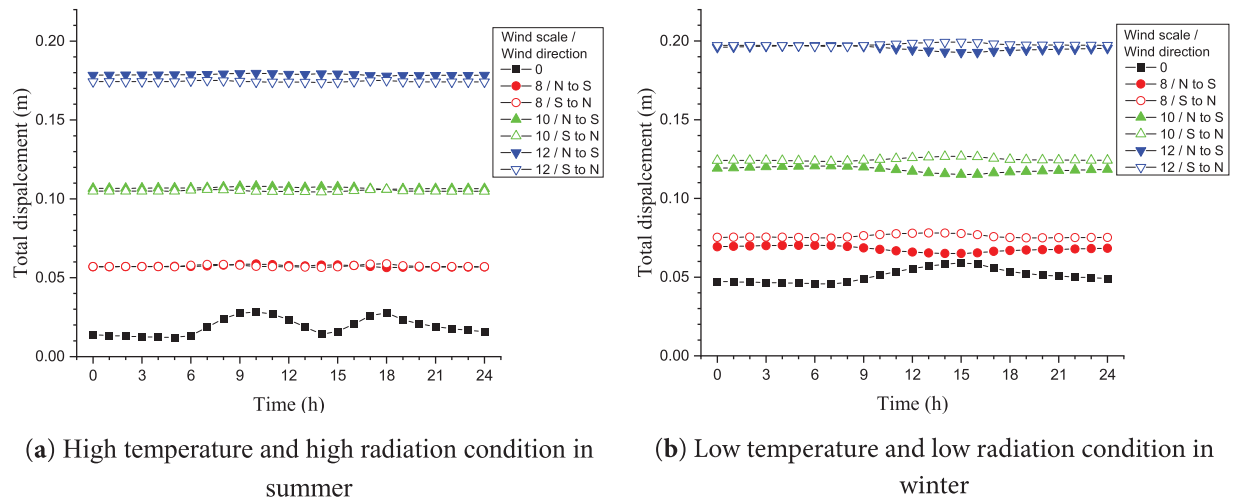 0.20
0.15
0.10
0.05
0.00
Total dispalcement (m)
0 3 6 9 12 15 18 21 24
Time (h)
Wind scale /
Wind direction
0
8 / N to S
8 / S to N
10 / N to S
10 / S to N
12 / N to S
12 / S to N
(a) High temperature and high radiation condition in
summer
0.20
0.15
0.10
0.05
0.00
Total dispalcement (m)
0 3 6 9 12 15 18 21 24
Time (h)
Wind scale /
Wind direction
0
8 / N to S
8 / S to N
10 / N to S
10 / S to N
12 / N to S
12 / S to N
(b) Low temperature and low radiation condition in
winter